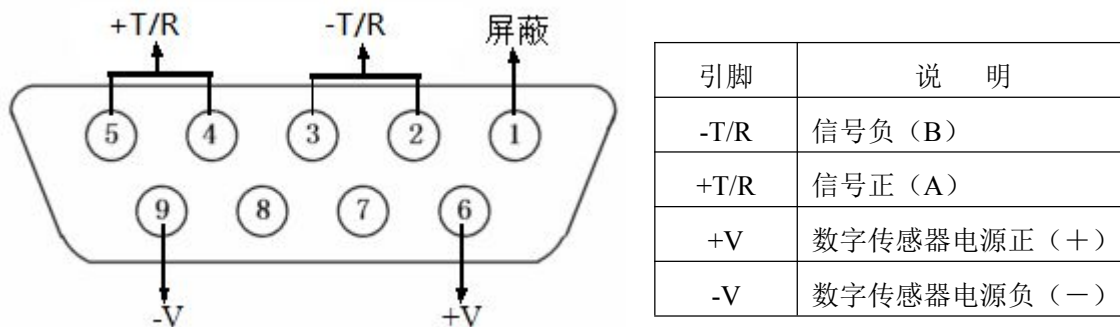 +T/R -T/R 屏蔽
5 4 3 2 1
9 8 7 6
-V +V
引脚 说 明
-T/R 信号负（B）
+T/R 信号正（A）
+V 数字传感器电源正（＋）
-V 数字传感器电源负（－）